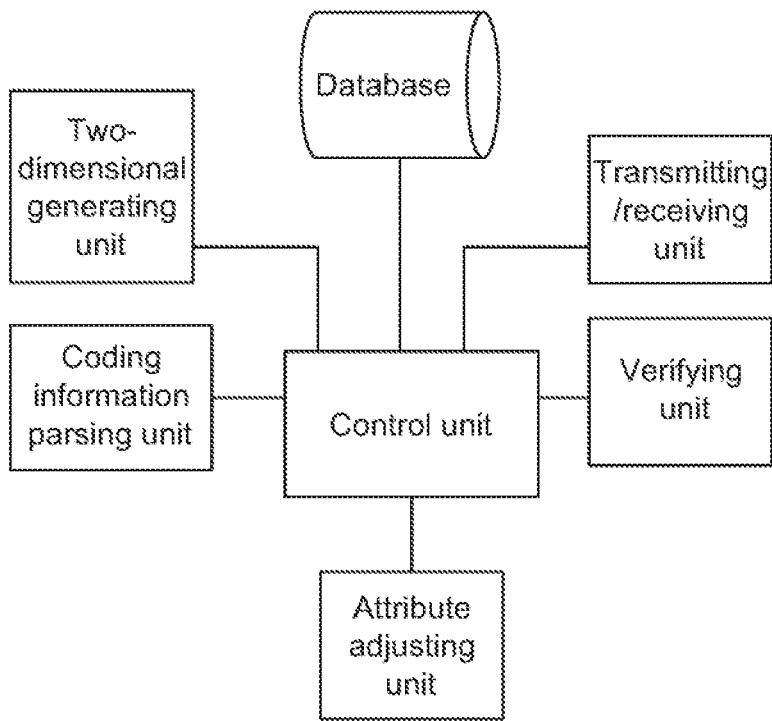 Database
Two-
dimensional
generating
unit
Transmitting
/receiving
unit
Coding
information
parsing unit
Control unit
Verifying
unit
Attribute
adjusting
unit